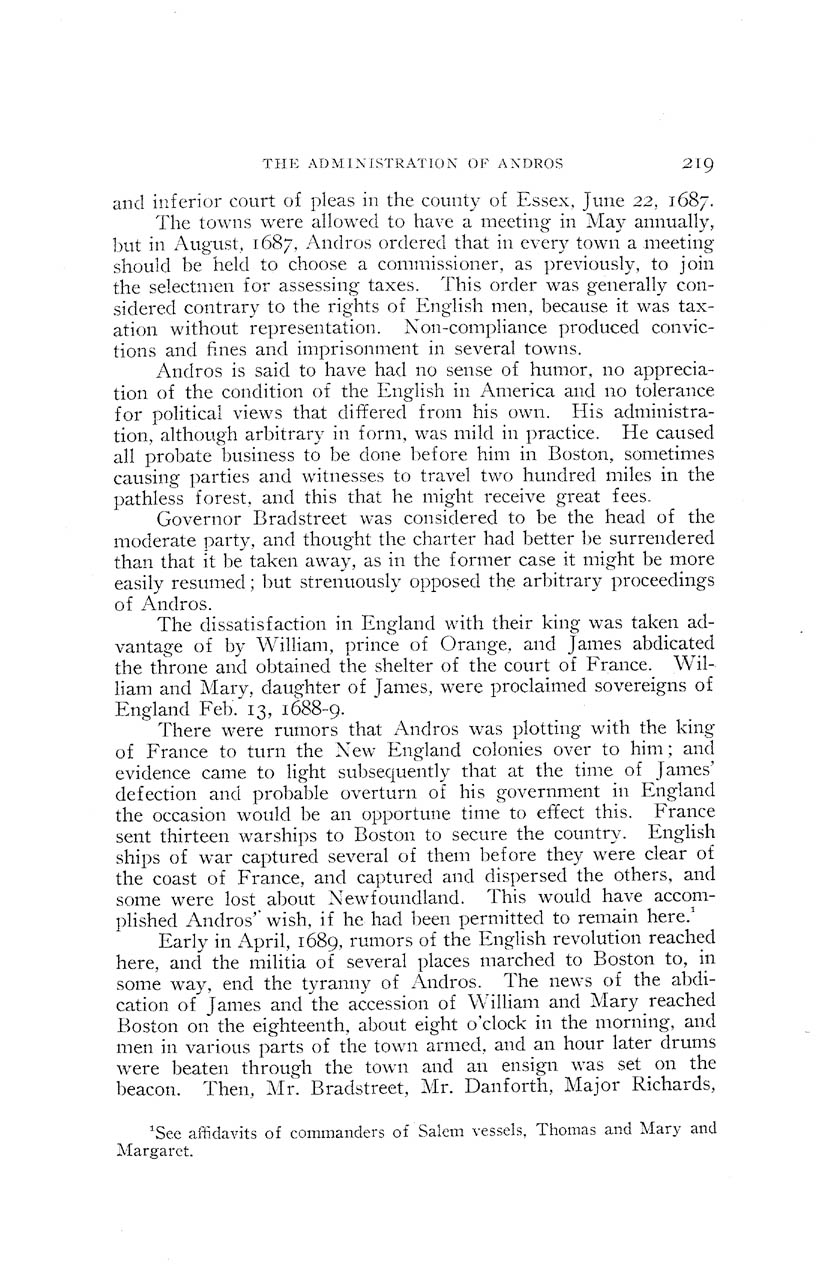 THE ADMINISTRATION OF ANDROS 219
and inferior court of pleas in the county of Essex, June 22, 1687.
The towns were allowed to have a meeting in May annually,
but in August, 1687, Andros ordered that in every town a meeting
should be held to choose a commissioner, as previously, to join
the selectmen for assessing taxes. This order was generally con-
sidered contrary to the rights of English men, because it was tax-
ation without representation. Non-compliance produced convic-
tions and fines and imprisonment in several towns.
Andros is said to have had no sense of humor, no apprecia-
tion of the condition of the English in America and no tolerance
for political views that differed from his own. His administra-
tion, although arbitrary in form, was mild in practice. He caused
all probate business to be done before him in Boston, sometimes
causing parties and witnesses to travel two hundred miles in the
pathless forest, and this that he might receive great fees.
Governor Bradstreet was considered to be the head of the
moderate party, and thought the charter had better be surrendered
than that it be taken away, as in the former case it might be more
easily resumed; but strenuously opposed the arbitrary proceedings
of Andros.
The dissatisfaction in England with their king was taken ad-
vantage of by William, prince of Orange, and James abdicated
the throne and obtained the shelter of the court of France. Wil-
liam and Mary, daughter of James, were proclaimed sovereigns of
England Feb. 13, 1688-9.
There were rumors that Andros was plotting with the king
of France to turn the New England colonies over to him; and
evidence came to light subsequently that at the time of James'
defection and probable overturn of his government in England
the occasion would be an opportune time to effect this. France
sent thirteen warships to Boston to secure the country. English
ships of war captured several of them before they were clear of
the coast of France, and captured and dispersed the others, and
some were lost about Newfoundland. This would have accom-
plished Andros' wish, if he had been permitted to remain here.¹
Early in April, 1689, rumors of the English revolution reached
here, and the militia of several places marched to Boston to, in
some way, end the tyranny of Andros. The news of the abdi-
cation of James and the accession of William and Mary reached
Boston on the eighteenth, about eight o'clock in the morning, and
men in various parts of the town armed, and an hour later drums
were beaten through the town and an ensign was set on the
beacon. Then, Mr. Bradstreet, Mr. Danforth, Major Richards,
¹See affidavits of commanders of Salem vessels, Thomas and Mary and
Margaret.